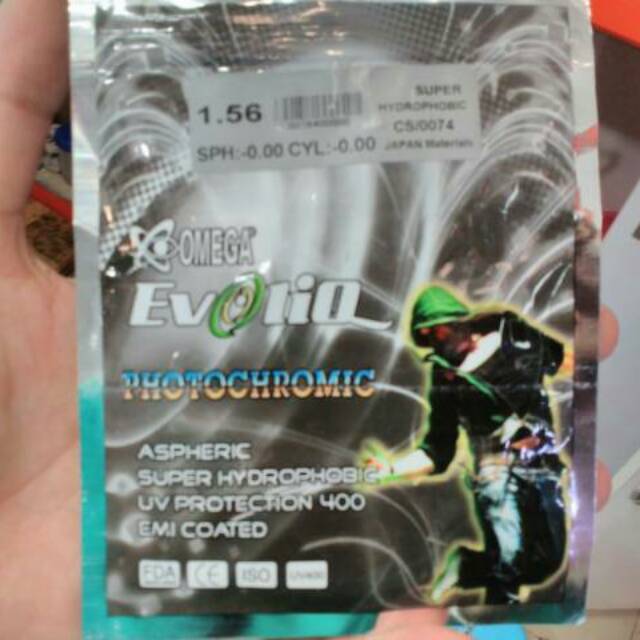 1.56
SUPER
HYDROPHOBIC
CS/0074
SPH:-0.00 CYL:-0.00
JAPAN Materials
OMEGA
EvoliQ
PHOTOCHROMIC
ASPHERIC
SUPER HYDROPHOBIC
UV PROTECTION 400
EMI COATED
FDA CE ISO UV400